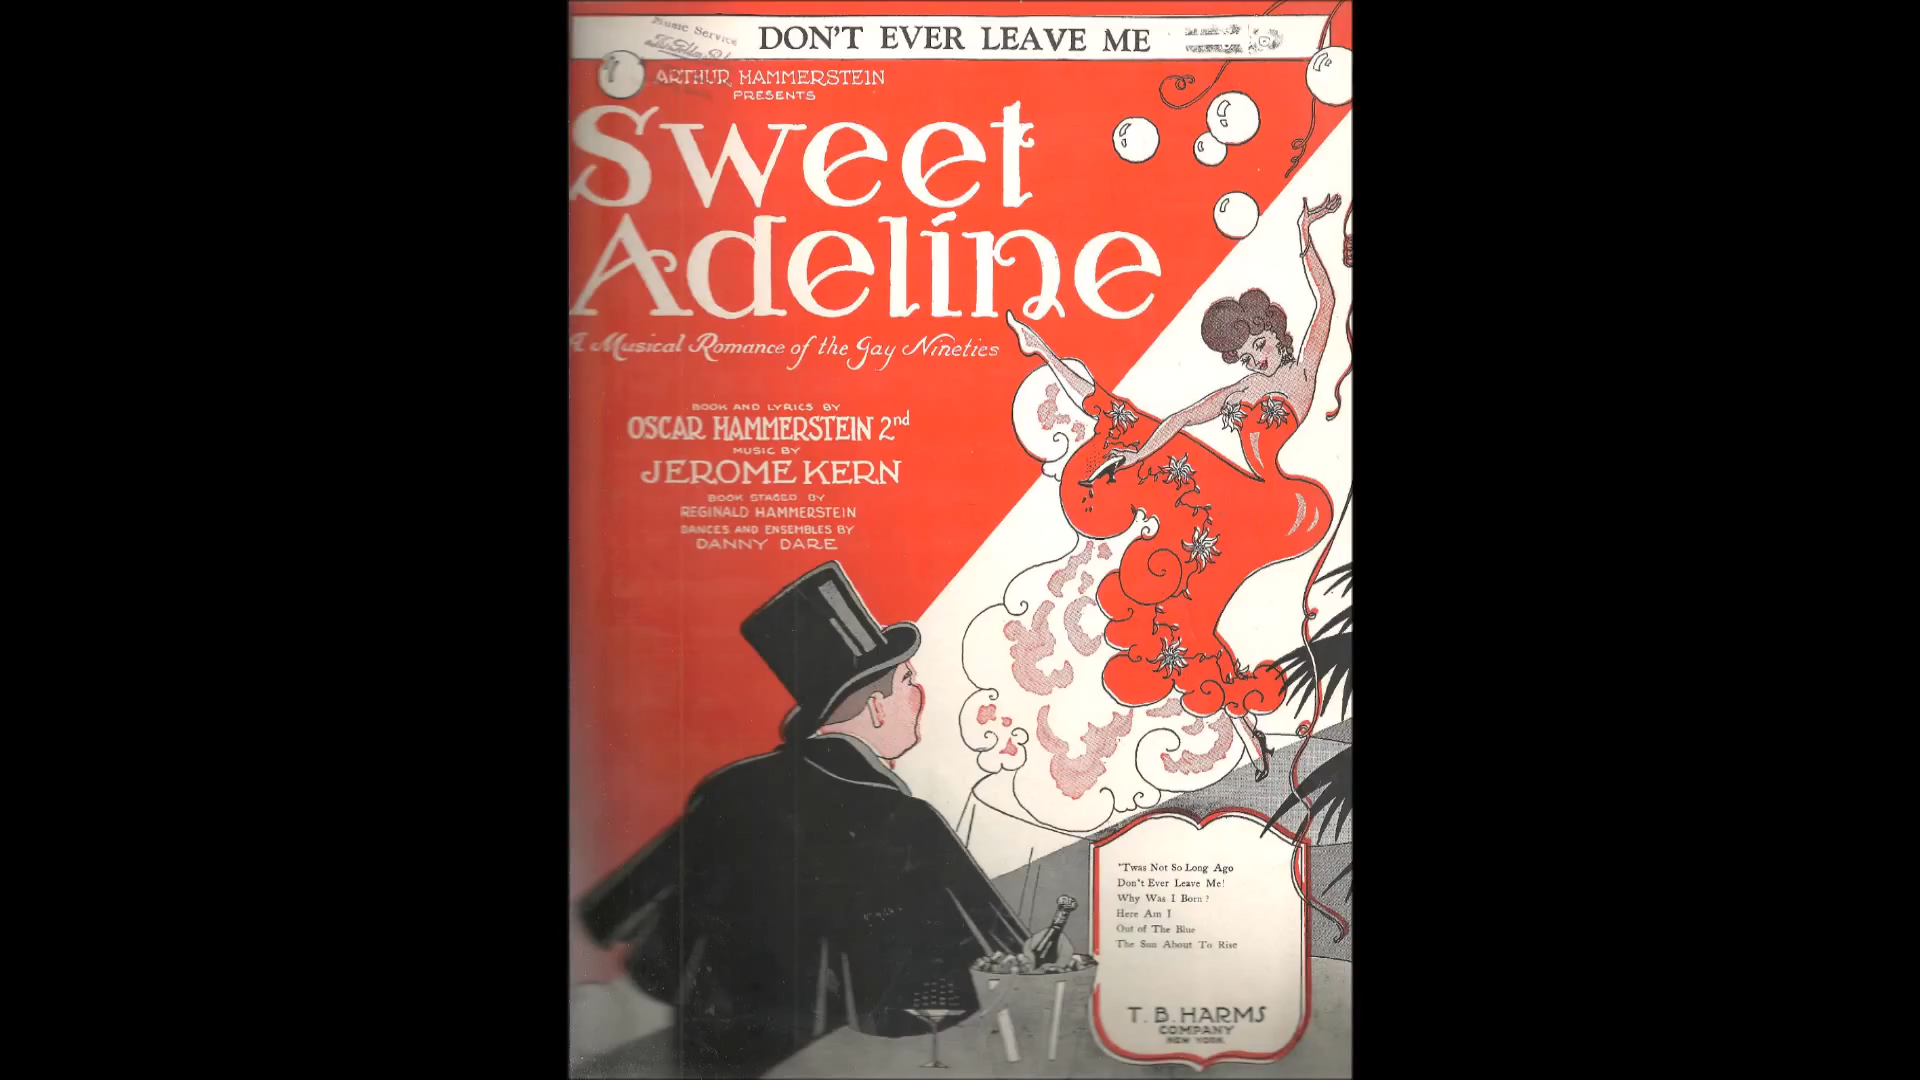 Music Service
DON'T EVER LEAVE ME
ARTHUR HAMMERSTEIN
PRESENTS
Sweet
Adeline
A Musical Romance of the Gay Nineties
BOOK AND LYRICS BY
OSCAR HAMMERSTEIN 2nd
MUSIC BY
JEROME KERN
BOOK STAGED BY
REGINALD HAMMERSTEIN
DANCES AND ENSEMBLES BY
DANNY DARE
'Twas Not So Long Ago
Don't Ever Leave Me!
Why Was I Born?
Here Am I
Out of The Blue
The Sun About To Rise
T. B. HARMS
COMPANY
NEW YORK